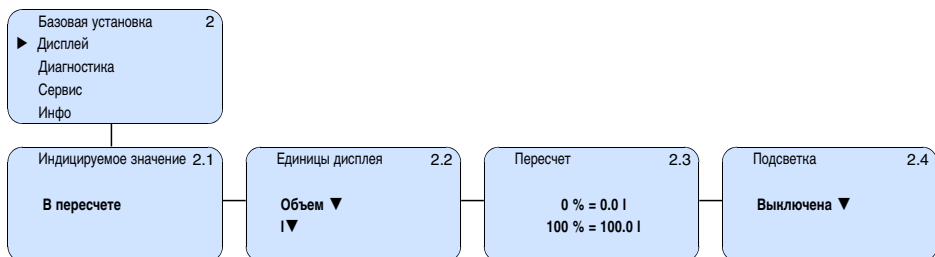 Базовая установка 2
▶ Дисплей
Диагностика
Сервис
Инфо
Индицируемое значение 2.1
В пересчете
Единицы дисплея 2.2
Объем ▼
l▼
Пересчет 2.3
0 % = 0.0 l
100 % = 100.0 l
Подсветка 2.4
Выключена ▼